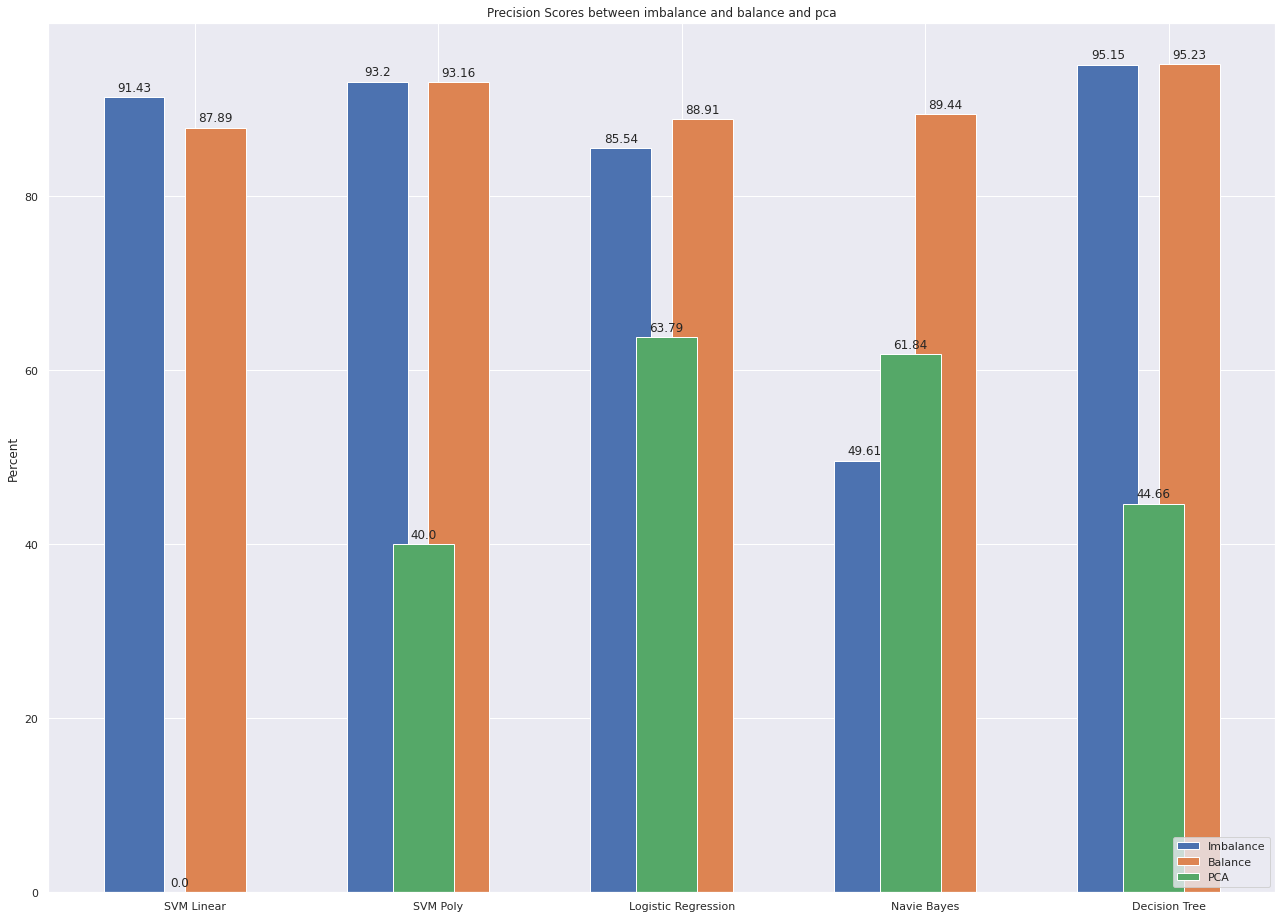 Precision Scores between imbalance and balance and pca
Percent
80
60
40
20
0
91.43
87.89
0.0
93.2
93.16
40.0
85.54
88.91
63.79
49.61
89.44
61.84
95.15
95.23
44.66
SVM Linear
SVM Poly
Logistic Regression
Navie Bayes
Decision Tree
Imbalance
Balance
PCA